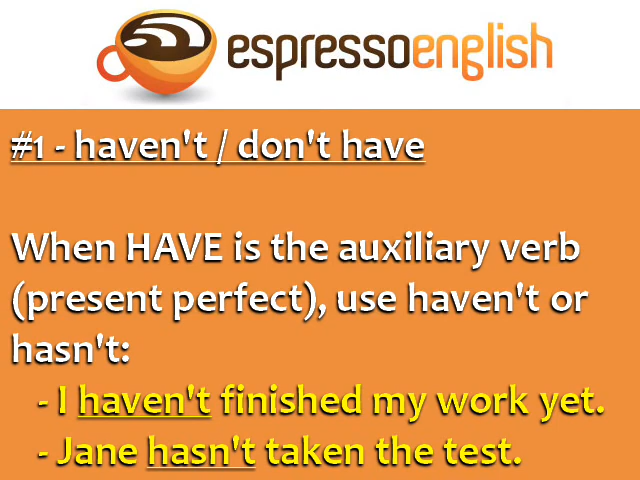 espressoenglish
#1 - haven't / don't have
When HAVE is the auxiliary verb
(present perfect), use haven't or
hasn't:
- I haven't finished my work yet.
- Jane hasn't taken the test.